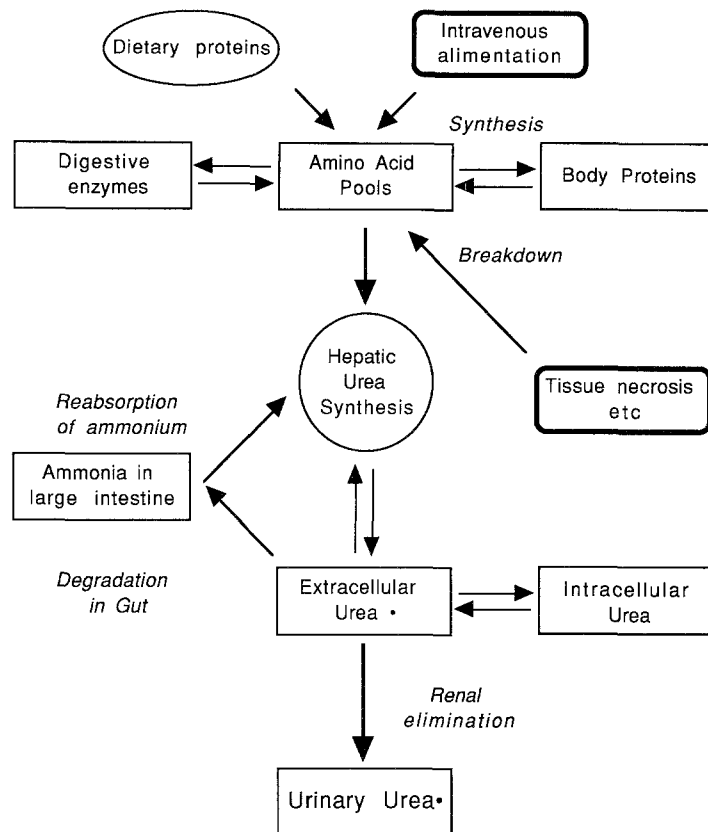 Dietary proteins
Intravenous
alimentation
Synthesis
Digestive
enzymes
Amino Acid
Pools
Body Proteins
Breakdown
Hepatic
Urea
Synthesis
Tissue necrosis
etc
Reabsorption
of ammonium
Ammonia in
large intestine
Degradation
in Gut
Extracellular
Urea •
Intracellular
Urea
Renal
elimination
Urinary Urea•